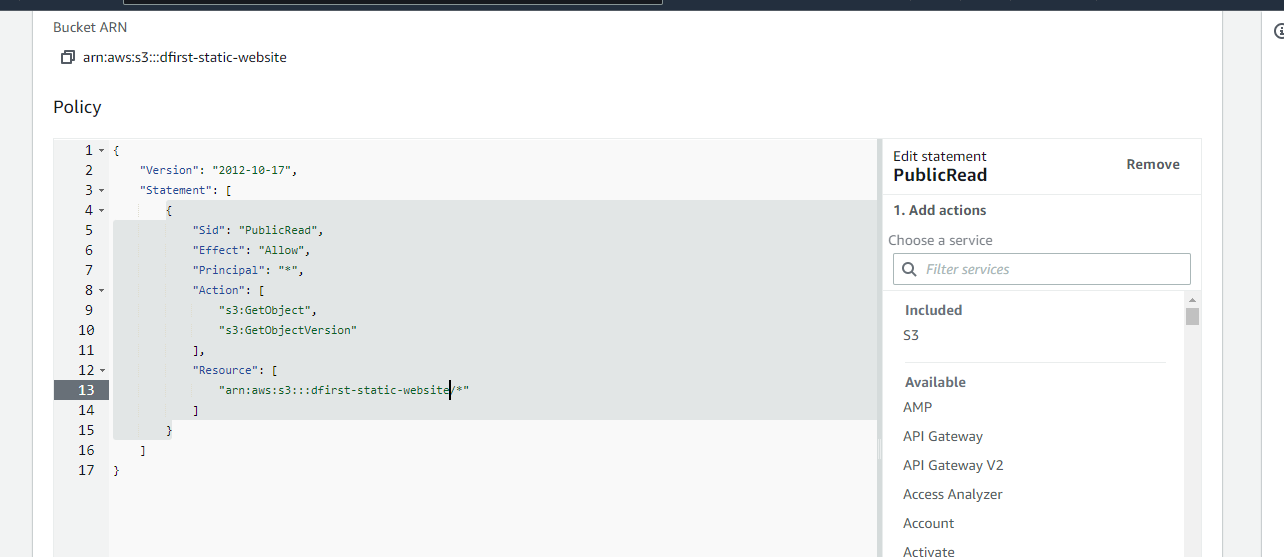 Bucket ARN
arn:aws:s3:::dfirst-static-website
Policy
1 {
2 "Version": "2012-10-17",
3 "Statement": [
4 {
5 "Sid": "PublicRead",
6 "Effect": "Allow",
7 "Principal": "*",
8 "Action": [
9 "s3:GetObject",
10 "s3:GetObjectVersion"
11 ],
12 "Resource": [
13 "arn:aws:s3:::dfirst-static-website/*"
14 ]
15 }
16 ]
17 }
Edit statement
PublicRead
Remove
1. Add actions
Choose a service
Filter services
Included
S3
Available
AMP
API Gateway
API Gateway V2
Access Analyzer
Account
Activate